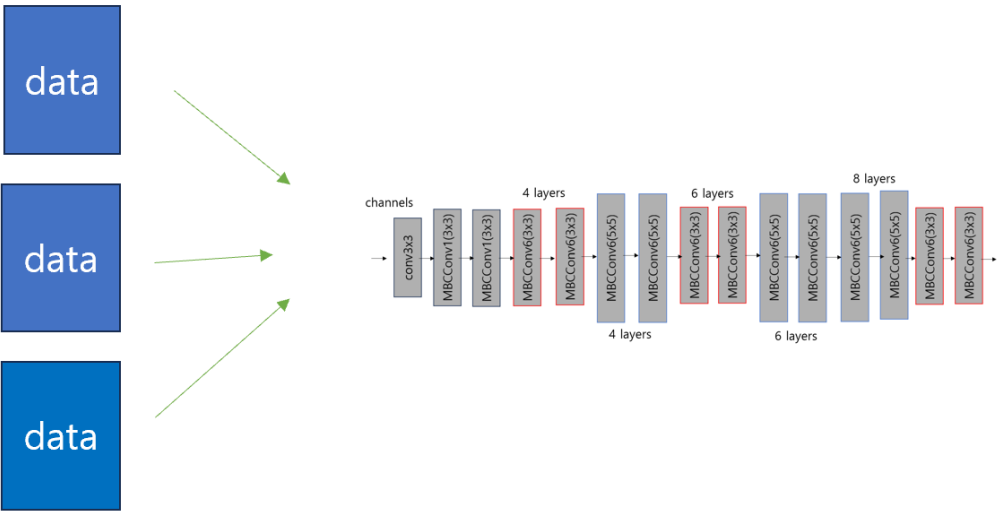 data
data
data
channels
4 layers
6 layers
8 layers
conv3x3
MBCConv1(3x3)
MBCConv1(3x3)
MBCConv6(3x3)
MBCConv6(3x3)
MBCConv6(5x5)
MBCConv6(5x5)
MBCConv6(3x3)
MBCConv6(3x3)
MBCConv6(5x5)
MBCConv6(5x5)
MBCConv6(5x5)
MBCConv6(5x5)
MBCConv6(3x3)
MBCConv6(3x3)
4 layers
6 layers